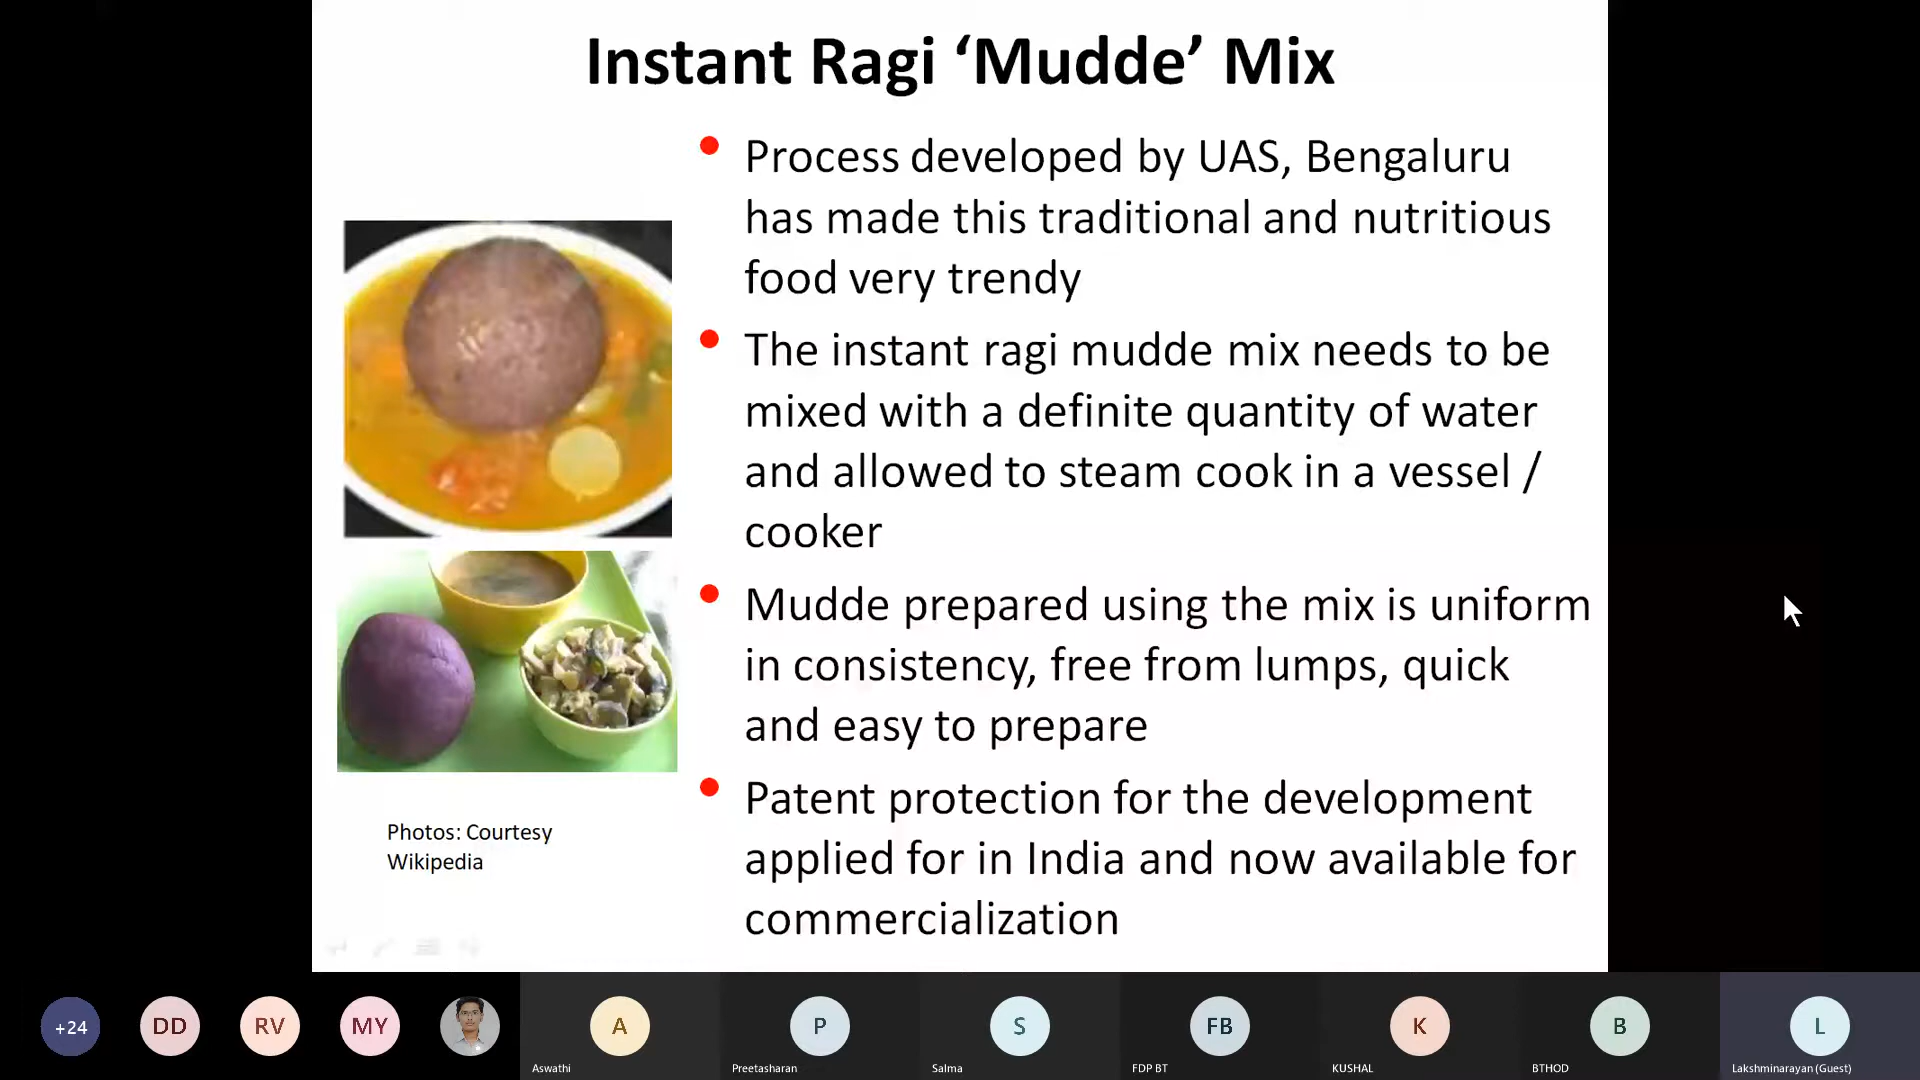 Instant Ragi ‘Mudde’ Mix
• Process developed by UAS, Bengaluru
has made this traditional and nutritious
food very trendy
• The instant ragi mudde mix needs to be
mixed with a definite quantity of water
and allowed to steam cook in a vessel /
cooker
• Mudde prepared using the mix is uniform
in consistency, free from lumps, quick
and easy to prepare
• Patent protection for the development
applied for in India and now available for
commercialization
Photos: Courtesy
Wikipedia
+24
DD
RV
MY
A
Aswathi
P
Preetasharan
S
Salma
FB
FDP BT
K
KUSHAL
B
BTHOD
L
Lakshminarayan (Guest)